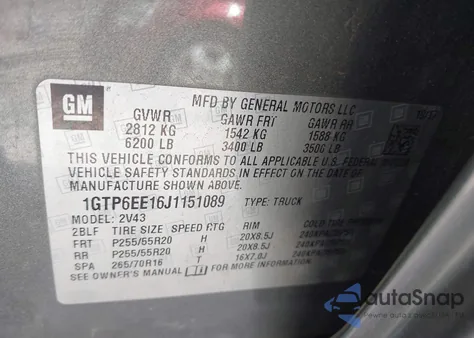 GM
MFD BY GENERAL MOTORS LLC
GVWR GAWR FRT GAWR RR
2812 KG 1542 KG 1588 KG
6200 LB 3400 LB 3500 LB
THIS VEHICLE CONFORMS TO ALL APPLICABLE U.S. FEDERAL MOTOR
VEHICLE SAFETY STANDARDS IN EFFECT ON THE DATE OF
MANUFACTURE SHOWN ABOVE.
1GTP6EE16J1151089 TYPE: TRUCK
MODEL: 2V43
2BLF TIRE SIZE SPEED RTG RIM COLD TIRE
FRT P255/55R20 H 20X8.5J
RR P255/55R20 H 20X8.5J
SPA 265/70R16 T 16X7.0J
SEE OWNER'S MANUAL FOR
autoSnap